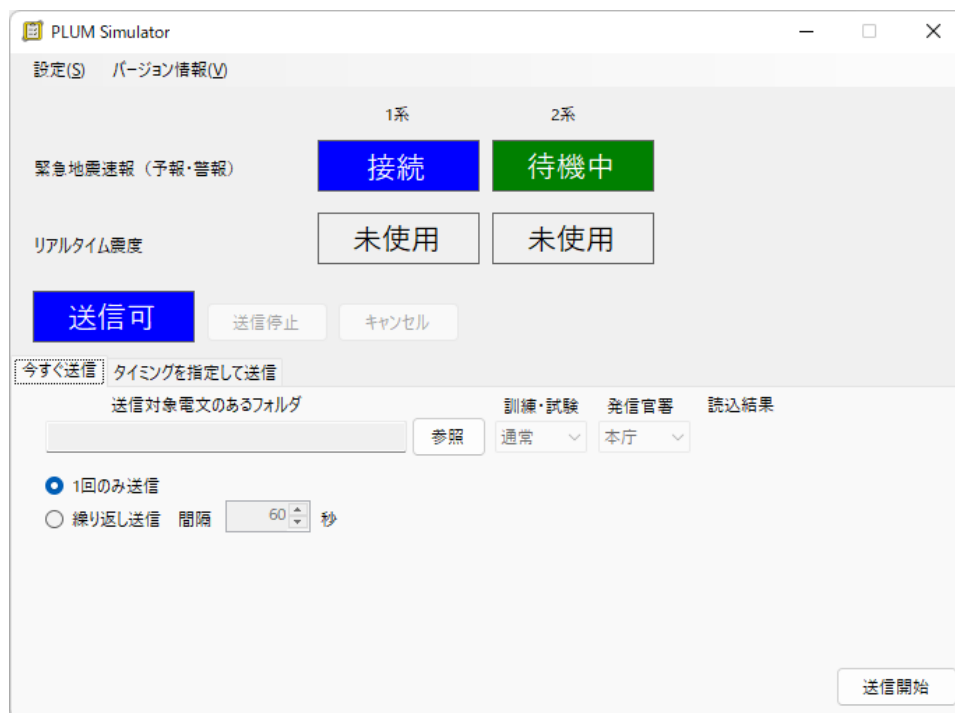 PLUM Simulator
設定(S) バージョン情報(V)
1系 2系
緊急地震速報（予報・警報） 接続 待機中
リアルタイム震度 未使用 未使用
送信可 送信停止 キャンセル
今すぐ送信 タイミングを指定して送信
送信対象電文のあるフォルダ 訓練・試験 発信官署 読込結果
参照 通常 本庁
1回のみ送信
繰り返し送信 間隔 60 秒
送信開始